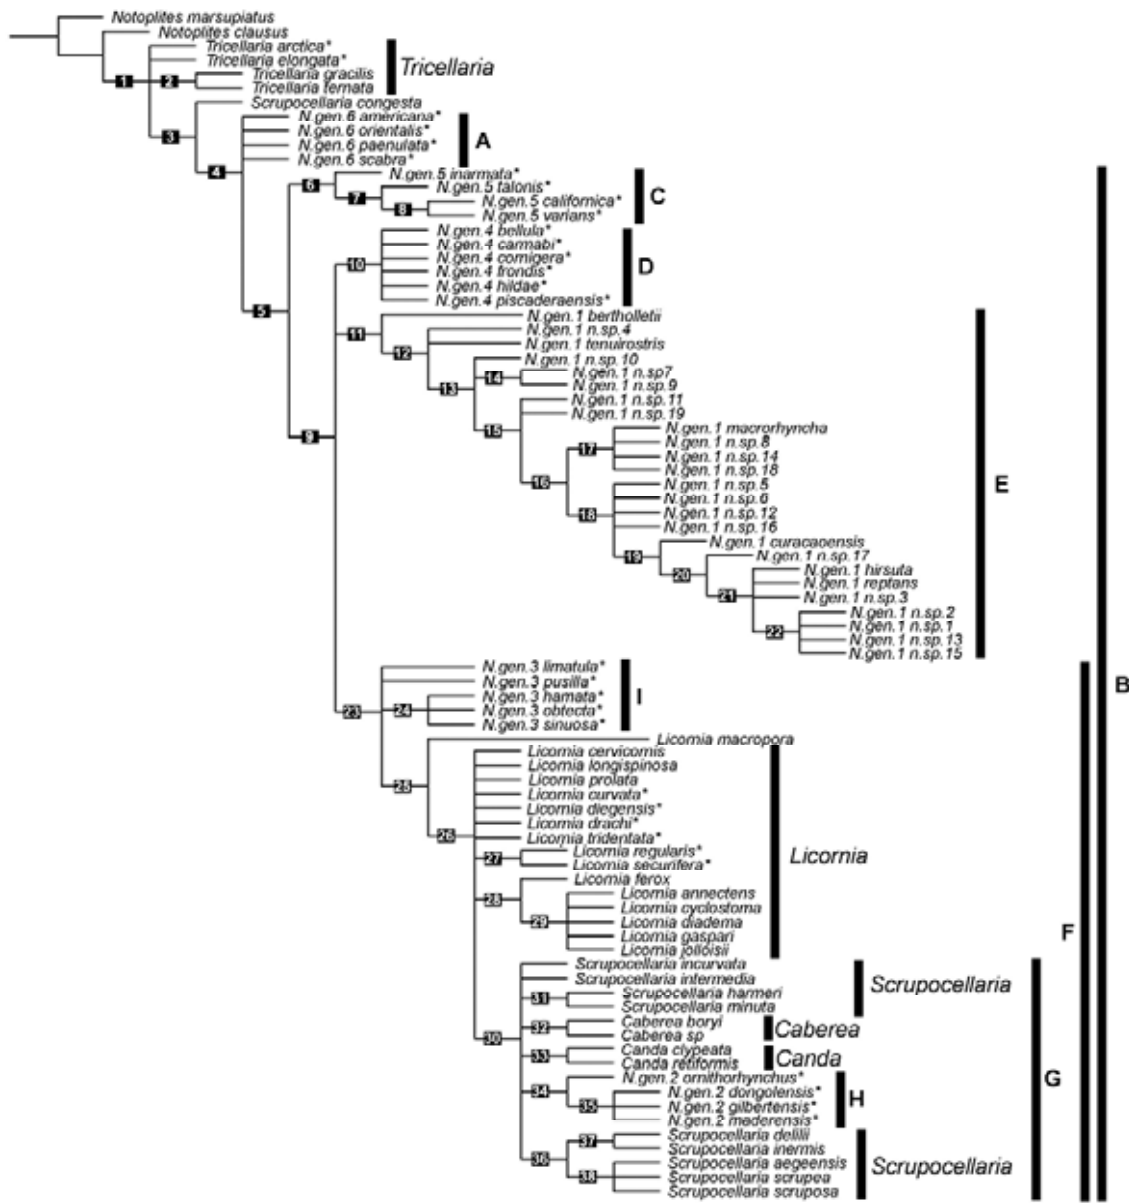 Notoplites marsupiatus
Notoplites clausus
Tricellaria arctica*
Tricellaria elongata*
Tricellaria
1
2
Tricellaria gracilis
Tricellaria ternata
Scrupocellaria congesta
3
N.gen.6 americana*
N.gen.6 orientalis*
A
N.gen.6 paenulata*
N.gen.6 scabra*
4
N.gen.5 inarmata*
6
N.gen.5 talonis*
7
C
N.gen.5 californica*
8
N.gen.5 varians*
N.gen.4 bellula*
N.gen.4 carmabi*
N.gen.4 cornigera*
10
D
N.gen.4 frondis*
N.gen.4 hildae*
N.gen.4 piscaderaensis*
5
N.gen.1 bertholletii
11
N.gen.1 n.sp.4
N.gen.1 tenuirostris
12
N.gen.1 n.sp.10
N.gen.1 n.sp7
14
N.gen.1 n.sp.9
13
N.gen.1 n.sp.11
N.gen.1 n.sp.19
15
N.gen.1 macrorhyncha
9
N.gen.1 n.sp.8
17
N.gen.1 n.sp.14
N.gen.1 n.sp.18
16
N.gen.1 n.sp.5
E
N.gen.1 n.sp.6
N.gen.1 n.sp.12
18
N.gen.1 n.sp.16
N.gen.1 curacaoensis
19
N.gen.1 n.sp.17
N.gen.1 hirsuta
20
N.gen.1 reptans
N.gen.1 n.sp.3
21
N.gen.1 n.sp.2
N.gen.1 n.sp.1
22
N.gen.1 n.sp.13
N.gen.1 n.sp.15
N.gen.3 limatula*
N.gen.3 pusilla*
B
N.gen.3 hamata*
I
24
N.gen.3 obtecta*
23
N.gen.3 sinuosa*
Licornia macropora
Licornia cervicornis
Licornia longispinosa
Licornia prolata
25
Licornia curvata*
Licornia diegensis*
Licornia drachi*
26
Licornia tridentata*
27
Licornia regularis*
Licornia
Licornia securifera*
Licornia ferox
28
Licornia annectens
Licornia cyclostoma
29
Licornia diadema
F
Licornia gaspari
Licornia jolloisii
Scrupocellaria incurvata
Scrupocellaria intermedia
Scrupocellaria
31
Scrupocellaria harmeri
Scrupocellaria minuta
32
Caberea boryi
Caberea
Caberea sp
30
33
Canda clypeata
Canda
Canda retiformis
G
N.gen.2 ornithorhynchus*
34
N.gen.2 dongolensis*
H
35
N.gen.2 gilbertensis*
N.gen.2 maderensis*
37
Scrupocellaria delilii
Scrupocellaria inermis
36
Scrupocellaria aegeensis
Scrupocellaria
38
Scrupocellaria scrupea
Scrupocellaria scruposa